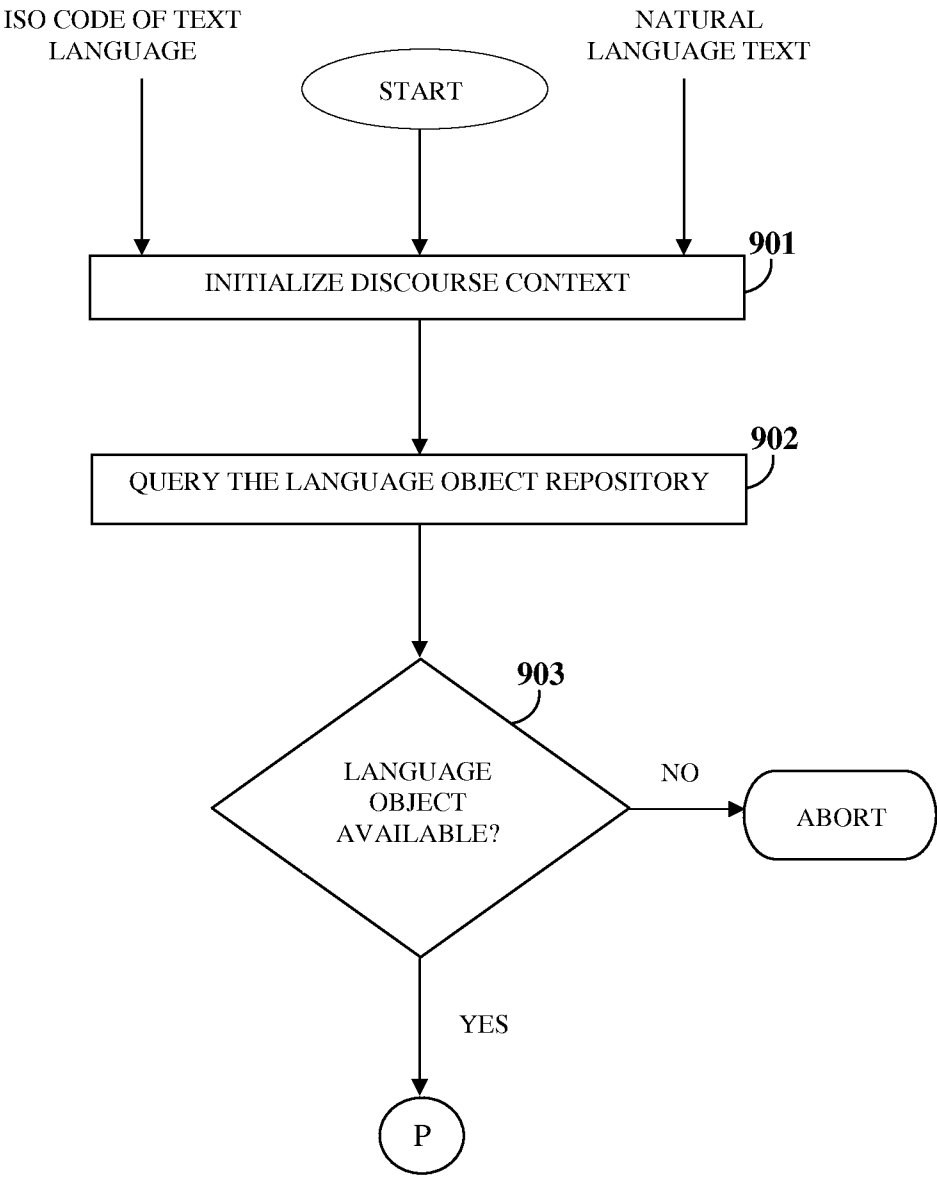 ISO CODE OF TEXT
LANGUAGE
START
NATURAL
LANGUAGE TEXT
901
INITIALIZE DISCOURSE CONTEXT
902
QUERY THE LANGUAGE OBJECT REPOSITORY
903
LANGUAGE
OBJECT
AVAILABLE?
NO
ABORT
YES
P